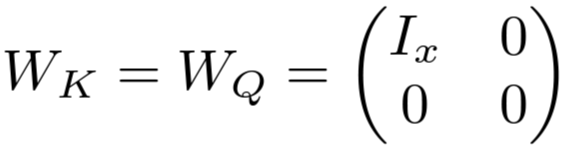 W_K = W_Q = \begin{pmatrix} I_x & 0 \\ 0 & 0 \end{pmatrix}